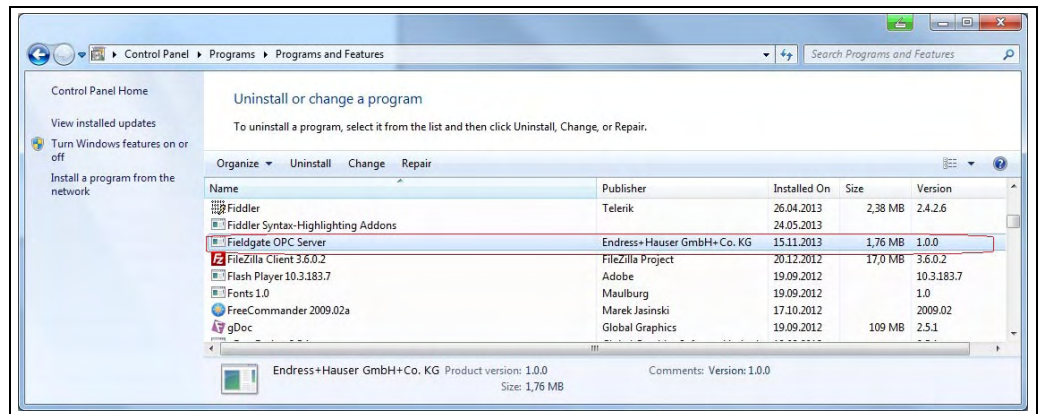 Control Panel Programs Programs and Features Search Programs and Features
Control Panel Home
View installed updates
Turn Windows features on or
off
Install a program from the
network
Uninstall or change a program
To uninstall a program, select it from the list and then click Uninstall, Change, or Repair.
Organize Uninstall Change Repair
Name Publisher Installed On Size Version
Fiddler Telerik 26.04.2013 2,38 MB 2.4.2.6
Fiddler Syntax-Highlighting Addons 24.05.2013
Fieldgate OPC Server Endress+Hauser GmbH+Co. KG 15.11.2013 1,76 MB 1.0.0
FileZilla Client 3.6.0.2 FileZilla Project 20.12.2012 17,0 MB 3.6.0.2
Flash Player 10.3.183.7 Adobe 19.09.2012 10.3.183.7
Fonts 1.0 Maulburg 19.09.2012 1.0
FreeCommander 2009.02a Marek Jasinski 17.10.2012 2009.02
gDoc Global Graphics 19.09.2012 109 MB 2.5.1
Endress+Hauser GmbH+Co. KG Product version: 1.0.0 Comments: Version: 1.0.0
Size: 1,76 MB